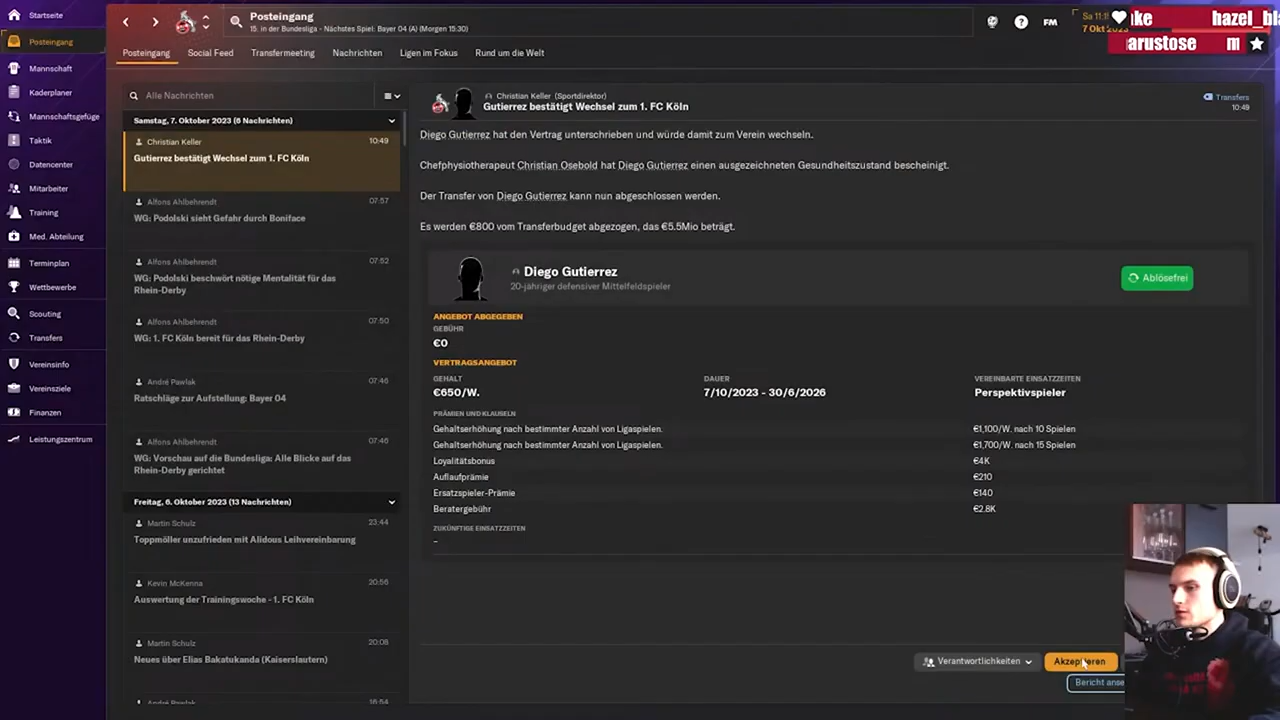 Startseite
Posteingang
Mannschaft
Kaderplaner
Mannschaftsgefüge
Taktik
Datencenter
Mitarbeiter
Training
Med. Abteilung
Terminplan
Wettbewerbe
Scouting
Transfers
Vereinsinfo
Vereinsziele
Finanzen
Leistungszentrum
Posteingang
15. in der Bundesliga - Nächstes Spiel: Bayer 04 (A) (Morgen 15:30)
FM
7 Okt 2023
arustose
m
Posteingang
Social Feed
Transfermeeting
Nachrichten
Ligen im Fokus
Rund um die Welt
Alle Nachrichten
Samstag, 7. Oktober 2023 (6 Nachrichten)
Christian Keller
10:49
Gutierrez bestätigt Wechsel zum 1. FC Köln
Alfons Ahlbehrendt
07:57
WG: Podolski sieht Gefahr durch Boniface
Alfons Ahlbehrendt
07:52
WG: Podolski beschwört nötige Mentalität für das
Rhein-Derby
Alfons Ahlbehrendt
07:50
WG: 1. FC Köln bereit für das Rhein-Derby
André Pawlak
07:46
Ratschläge zur Aufstellung: Bayer 04
Alfons Ahlbehrendt
07:46
WG: Vorschau auf die Bundesliga: Alle Blicke auf das
Rhein-Derby gerichtet
Freitag, 6. Oktober 2023 (13 Nachrichten)
Martin Schulz
23:44
Toppmöller unzufrieden mit Alidous Leihvereinbarung
Kevin McKenna
20:56
Auswertung der Trainingswoche - 1. FC Köln
Martin Schulz
20:08
Neues über Elias Bakatukanda (Kaiserslautern)
André Pawlak
16:54
Christian Keller (Sportdirektor)
Gutierrez bestätigt Wechsel zum 1. FC Köln
Transfers
10:49
Diego Gutierrez hat den Vertrag unterschrieben und würde damit zum Verein wechseln.
Chefphysiotherapeut Christian Osebold hat Diego Gutierrez einen ausgezeichneten Gesundheitszustand bescheinigt.
Der Transfer von Diego Gutierrez kann nun abgeschlossen werden.
Es werden €800 vom Transferbudget abgezogen, das €5.5Mio beträgt.
Diego Gutierrez
20-jähriger defensiver Mittelfeldspieler
Ablösefrei
ANGEBOT ABGEGEBEN
GEBÜHR
€0
VERTRAGSANGEBOT
GEHALT
DAUER
VEREINBARTE EINSATZZEITEN
€650/W.
7/10/2023 - 30/6/2026
Perspektivspieler
PRÄMIEN UND KLAUSELN
Gehaltserhöhung nach bestimmter Anzahl von Ligaspielen.
€1,100/W. nach 10 Spielen
Gehaltserhöhung nach bestimmter Anzahl von Ligaspielen.
€1,700/W. nach 15 Spielen
Loyalitätsbonus
€4K
Auflaufprämie
€210
Ersatzspieler-Prämie
€140
Beratergebühr
€2.8K
ZUKÜNFTIGE EINSATZZEITEN
-
Verantwortlichkeiten
Akzeptieren
Bericht anse